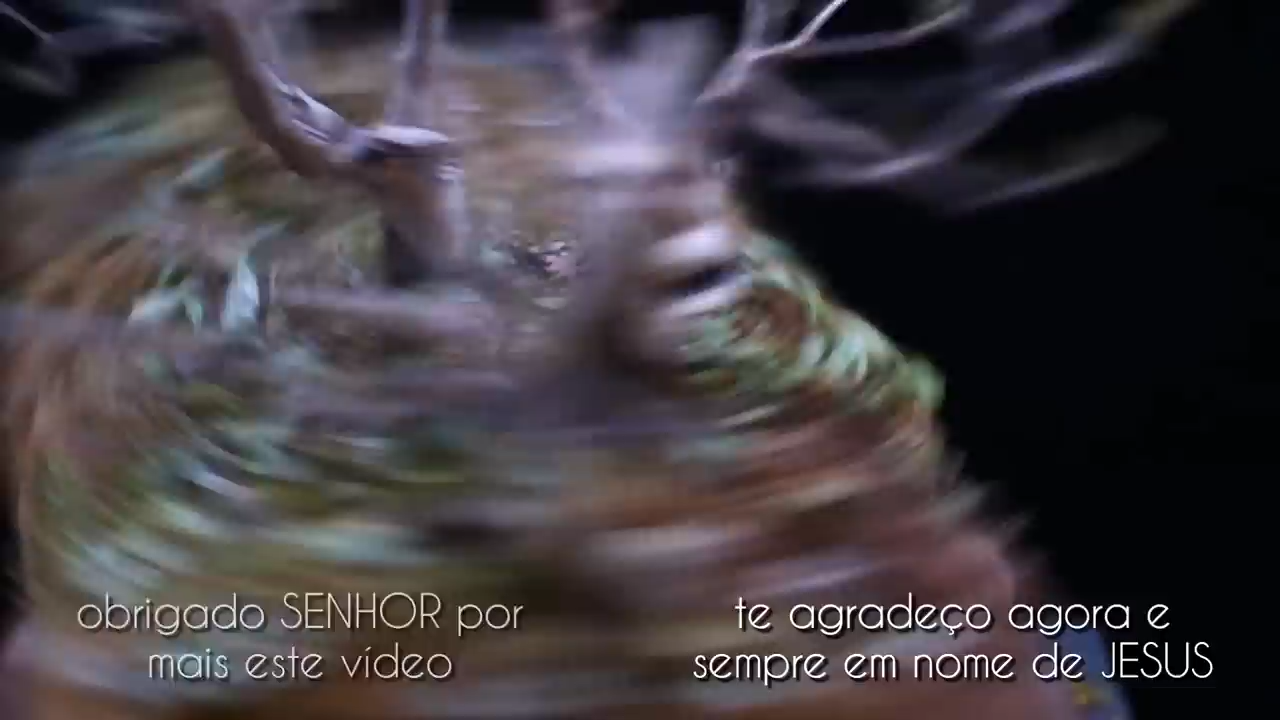 obrigado SENHOR por
mais este vídeo
te agradeço agora e
sempre em nome de JESUS